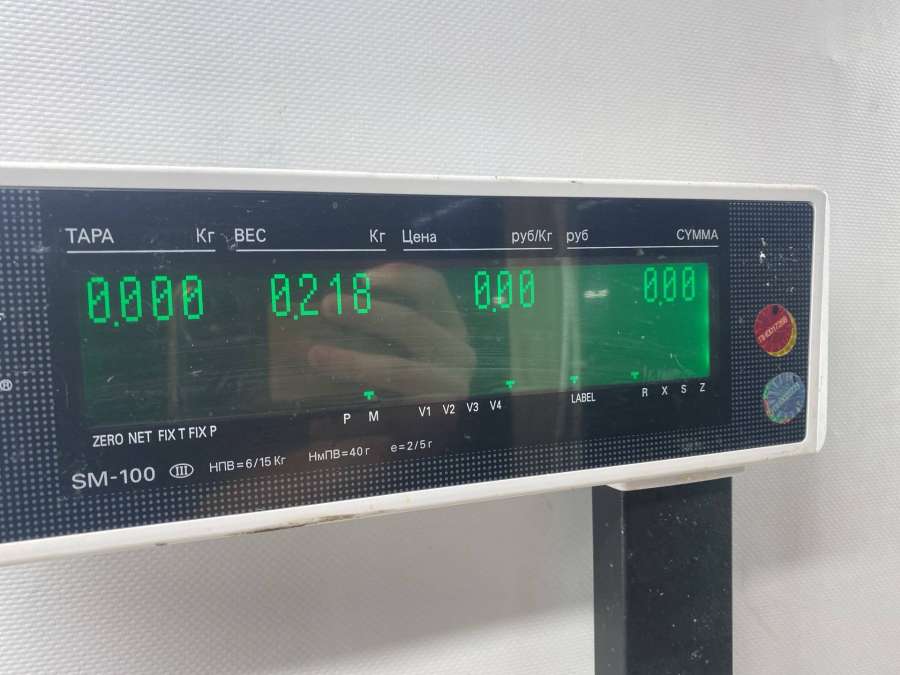 ТАРА Кг ВЕС Кг Цена руб/Кг руб СУММА
0.000 0.218 0.00 0.00
P M V1 V2 V3 V4 LABEL R X S Z
ZERO NET FIX T FIX P
SM-100 III НПВ=6/15 Кг НмПВ=40 г e=2/5 г
®